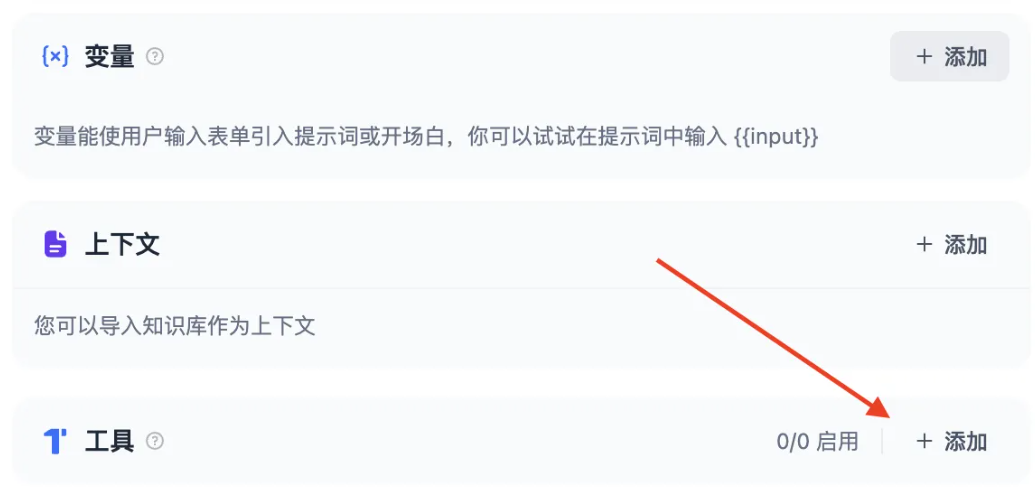 {x} 变量 ? + 添加
变量能使用户输入表单引入提示词或开场白，你可以试试在提示词中输入 {{input}}
上下文 + 添加
您可以导入知识库作为上下文
工具 ? 0/0 启用 + 添加